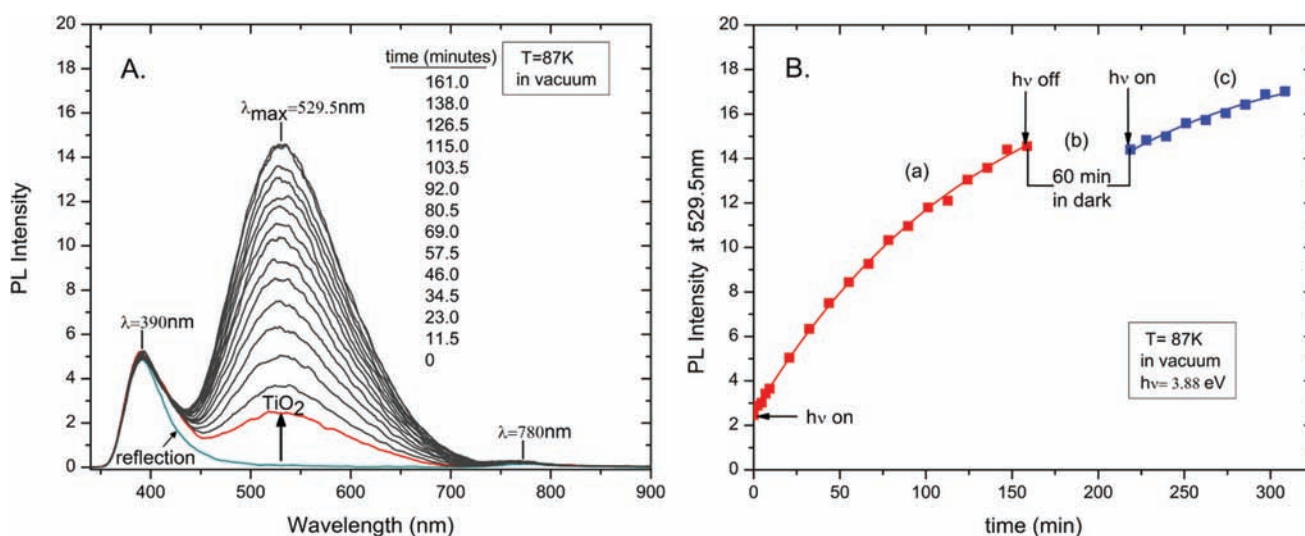 A.
time (minutes)
161.0
138.0
126.5
115.0
103.5
92.0
80.5
69.0
57.5
46.0
34.5
23.0
11.5
0
T=87K
in vacuum
λmax=529.5nm
λ=390nm
TiO2
reflection
λ=780nm
PL Intensity
20
18
16
14
12
10
8
6
4
2
0
400 500 600 700 800 900
Wavelength (nm)
B.
hν off
hν on
(a)
(b)
(c)
60 min
in dark
hν on
T= 87K
in vacuum
hν= 3.88 eV
PL Intensity at 529.5nm
20
18
16
14
12
10
8
6
4
2
0
0 50 100 150 200 250 300
time (min)